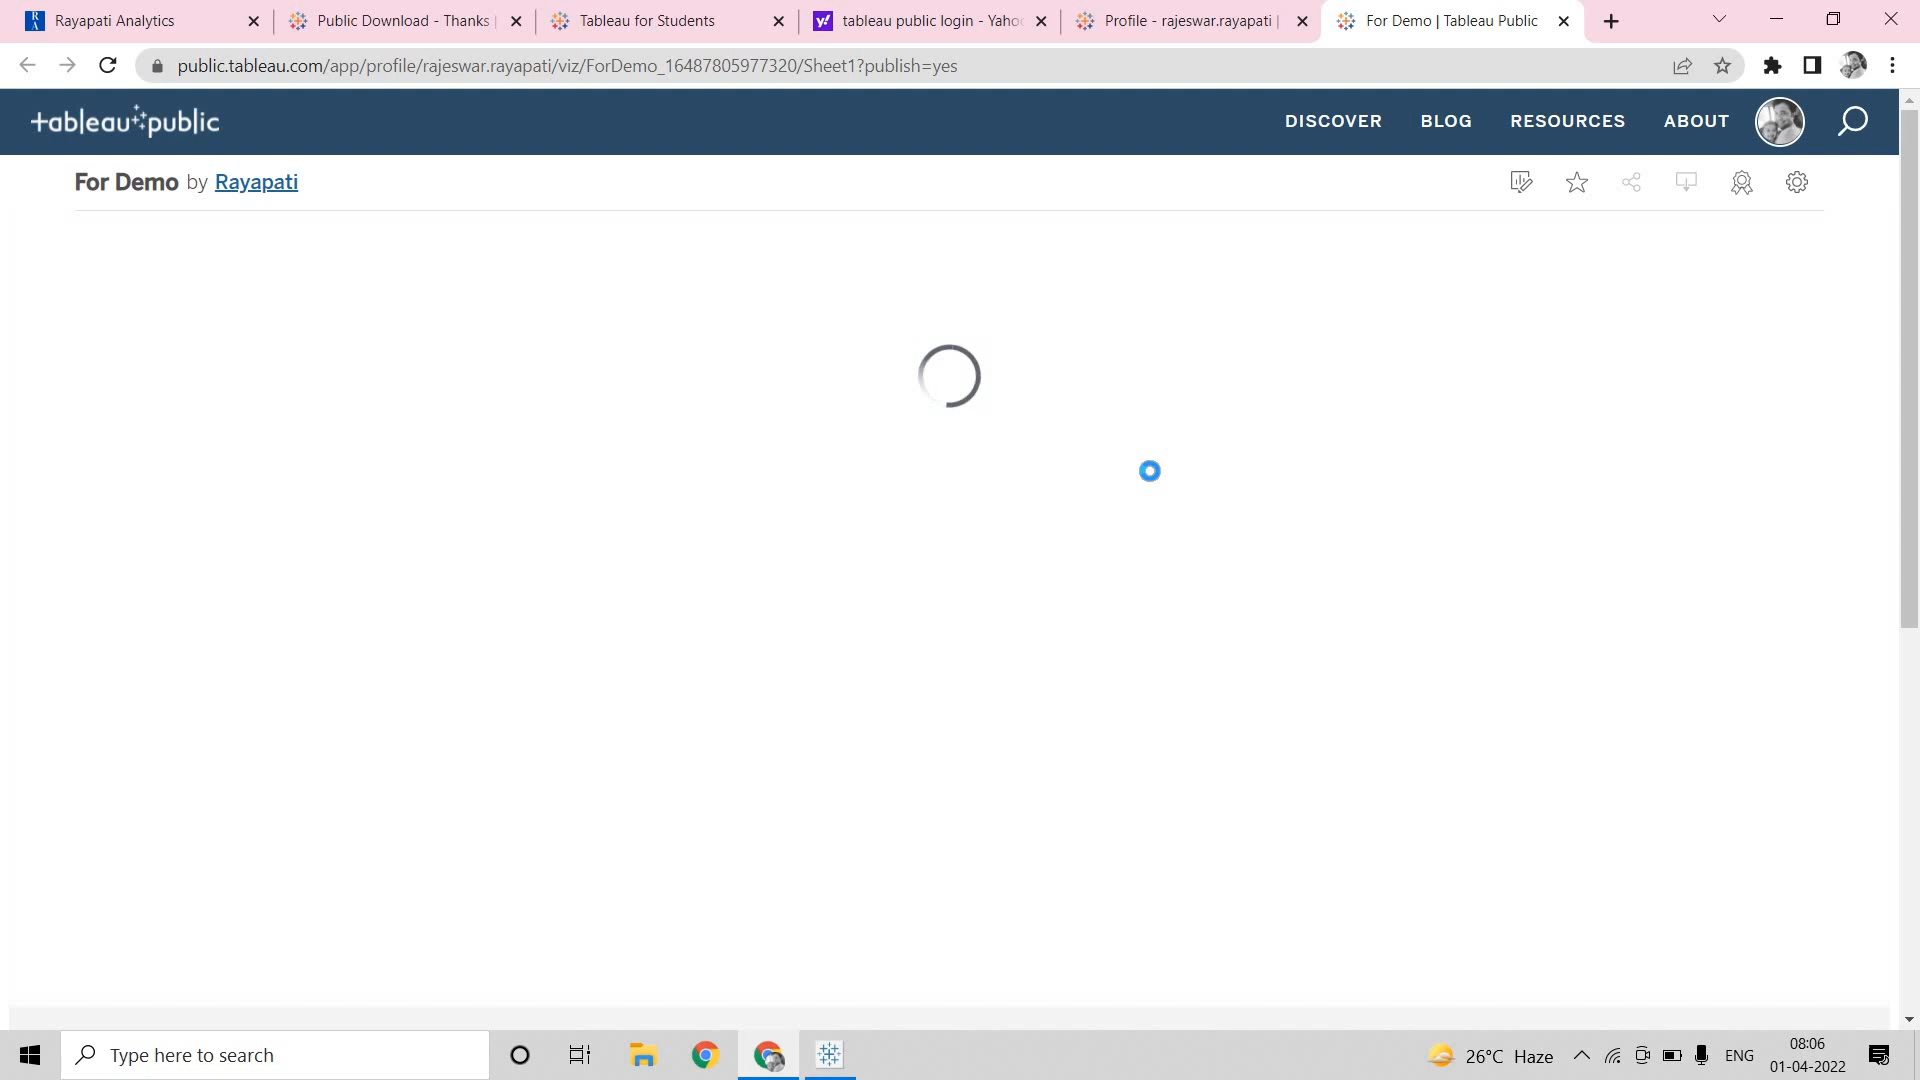 Rayapati Analytics
Public Download - Thanks
Tableau for Students
tableau public login - Yahoo
Profile - rajeswar.rayapati |
For Demo | Tableau Public
public.tableau.com/app/profile/rajeswar.rayapati/viz/ForDemo_16487805977320/Sheet1?publish=yes
+ableau public
DISCOVER
BLOG
RESOURCES
ABOUT
For Demo by Rayapati
Type here to search
26°C Haze
ENG
08:06
01-04-2022